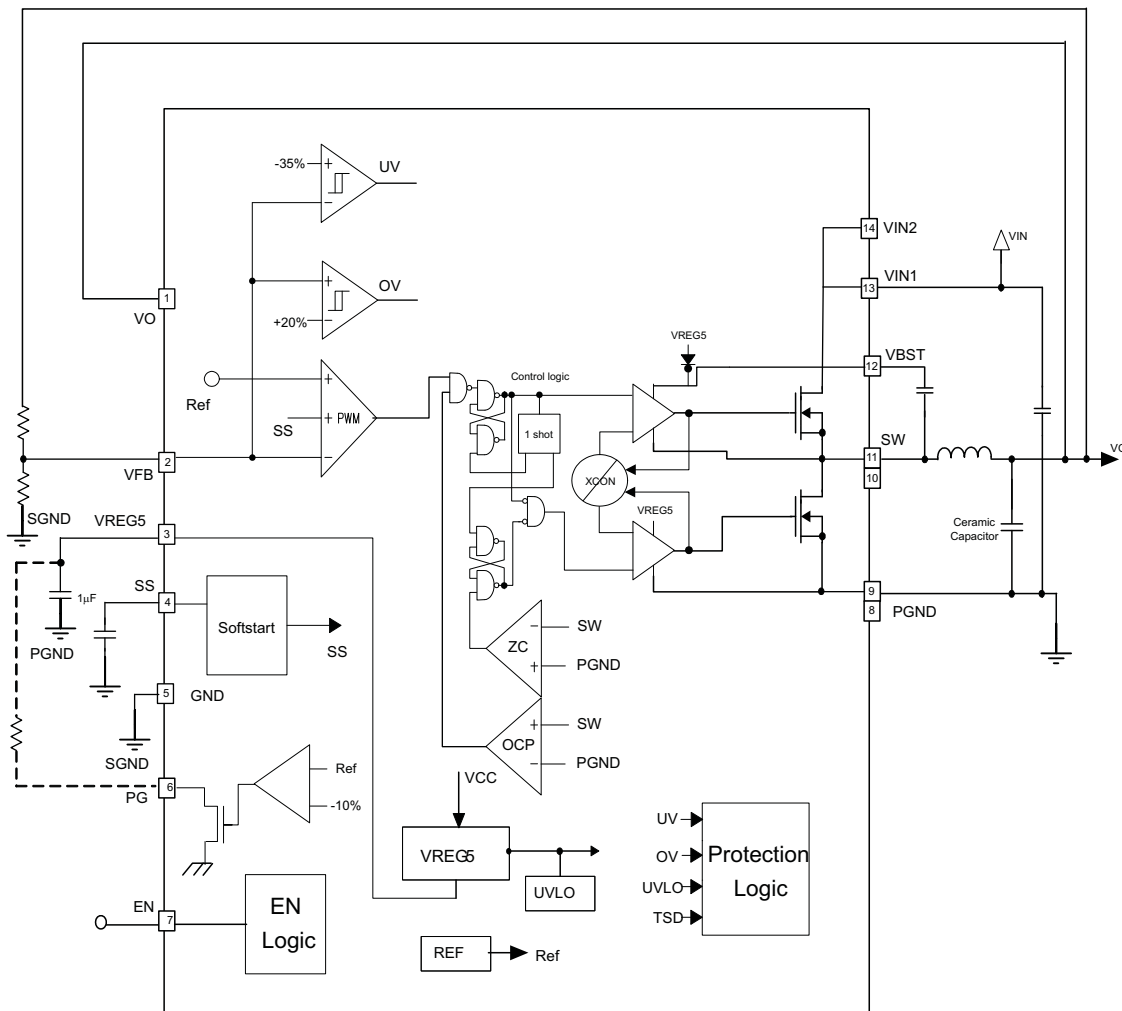 -35%
+
UV
−
14
VIN2
VIN
+
OV
13
VIN1
1
VO
+20%
−
VREG5
VBST
12
Ref
+
SS
+
PWM
−
Control logic
1 shot
SW
11
10
VO
2
VFB
XCON
SGND
VREG5
3
VREG5
Ceramic
Capacitor
1μF
SS
4
Softstart
SS
PGND
9
8
PGND
−
SW
ZC
+
PGND
5
GND
SGND
+
SW
OCP
−
PGND
6
PG
Ref
-10%
VCC
VREG5
UVLO
UV
OV
UVLO
TSD
Protection
Logic
EN
7
EN
Logic
REF
Ref